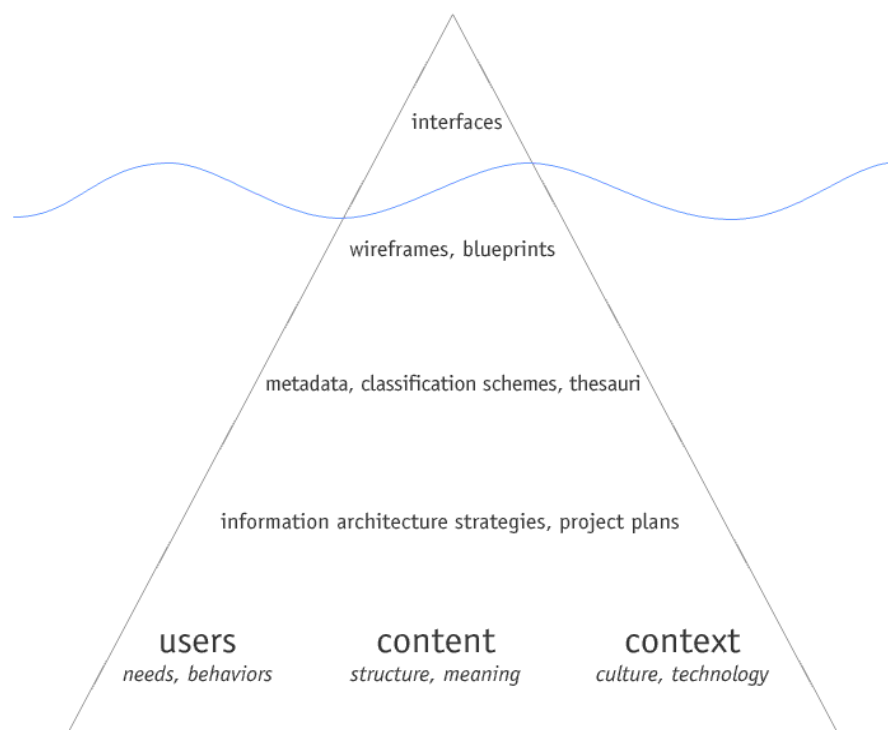 interfaces
wireframes, blueprints
metadata, classification schemes, thesauri
information architecture strategies, project plans
users content context
needs, behaviors structure, meaning culture, technology